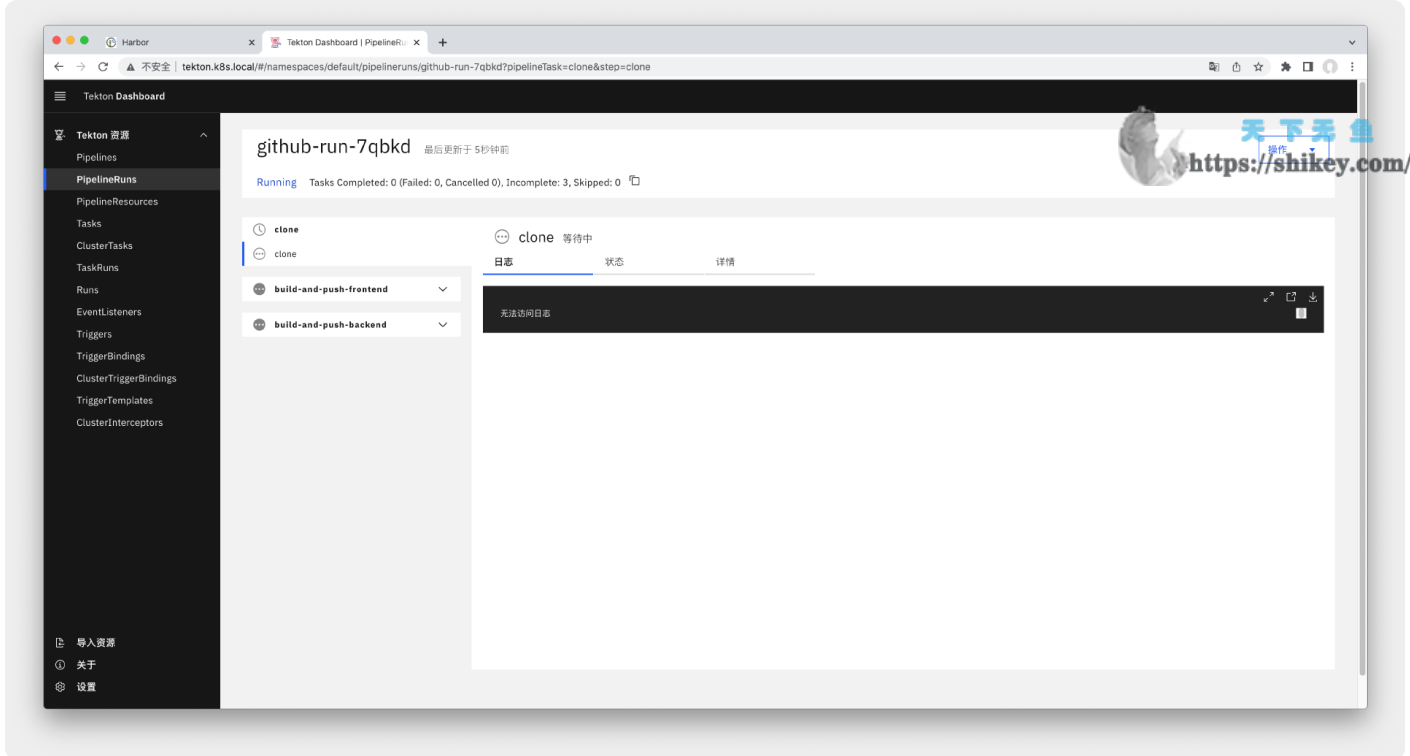 Harbor
Tekton Dashboard | PipelineRu
不安全 | tekton.k8s.local/#/namespaces/default/pipelineruns/github-run-7qbkd?pipelineTask=clone&step=clone
Tekton Dashboard
Tekton 资源
Pipelines
PipelineRuns
PipelineResources
Tasks
ClusterTasks
TaskRuns
Runs
EventListeners
Triggers
TriggerBindings
ClusterTriggerBindings
TriggerTemplates
ClusterInterceptors
导入资源
关于
设置
github-run-7qbkd 最后更新于 5秒钟前
操作
Running Tasks Completed: 0 (Failed: 0, Cancelled 0), Incomplete: 3, Skipped: 0
天下无鱼
https://shikey.com/
clone
clone
build-and-push-frontend
build-and-push-backend
clone 等待中
日志 状态 详情
无法访问日志